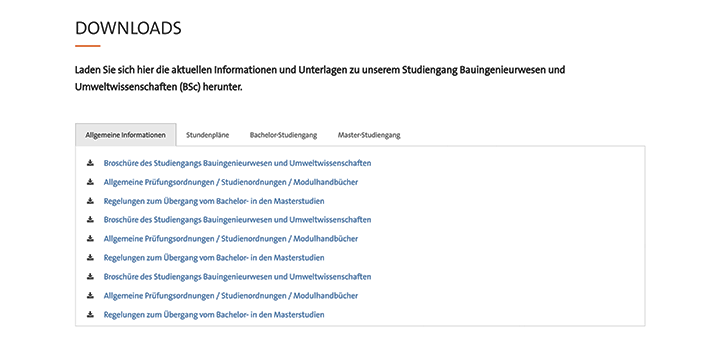 DOWNLOADS
Laden Sie sich hier die aktuellen Informationen und Unterlagen zu unserem Studiengang Bauingenieurwesen und
Umweltwissenschaften (BSc) herunter.
Allgemeine Informationen Stundenpläne Bachelor-Studiengang Master-Studiengang
Broschüre des Studiengangs Bauingenieurwesen und Umweltwissenschaften
Allgemeine Prüfungsordnungen / Studienordnungen / Modulhandbücher
Regelungen zum Übergang vom Bachelor- in den Masterstudien
Broschüre des Studiengangs Bauingenieurwesen und Umweltwissenschaften
Allgemeine Prüfungsordnungen / Studienordnungen / Modulhandbücher
Regelungen zum Übergang vom Bachelor- in den Masterstudien
Broschüre des Studiengangs Bauingenieurwesen und Umweltwissenschaften
Allgemeine Prüfungsordnungen / Studienordnungen / Modulhandbücher
Regelungen zum Übergang vom Bachelor- in den Masterstudien